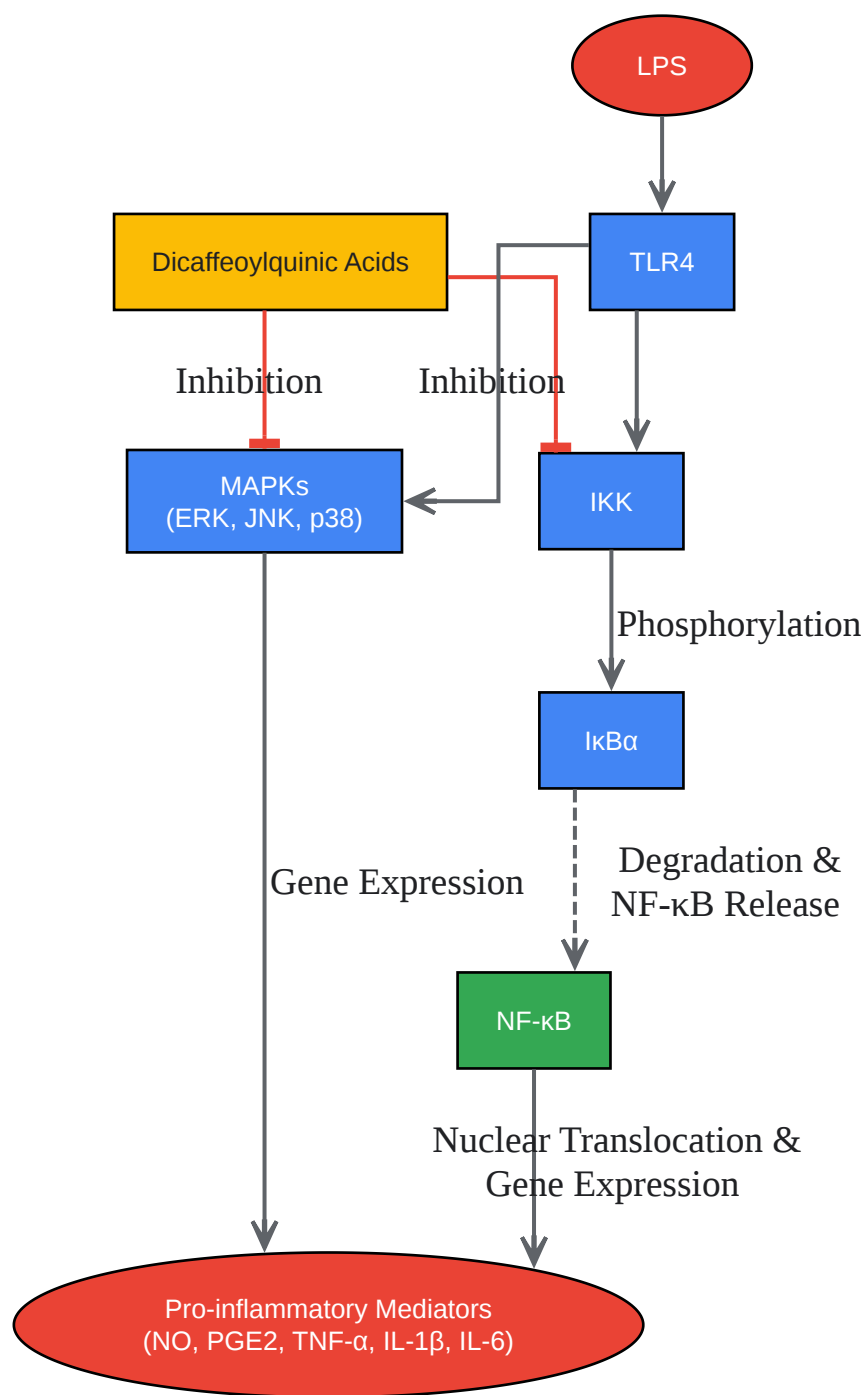 LPS
Dicaffeoylquinic Acids
TLR4
Inhibition
Inhibition
MAPKs
(ERK, JNK, p38)
IKK
Phosphorylation
IκBα
Degradation &
NF-κB Release
Gene Expression
NF-κB
Nuclear Translocation &
Gene Expression
Pro-inflammatory Mediators
(NO, PGE2, TNF-α, IL-1β, IL-6)